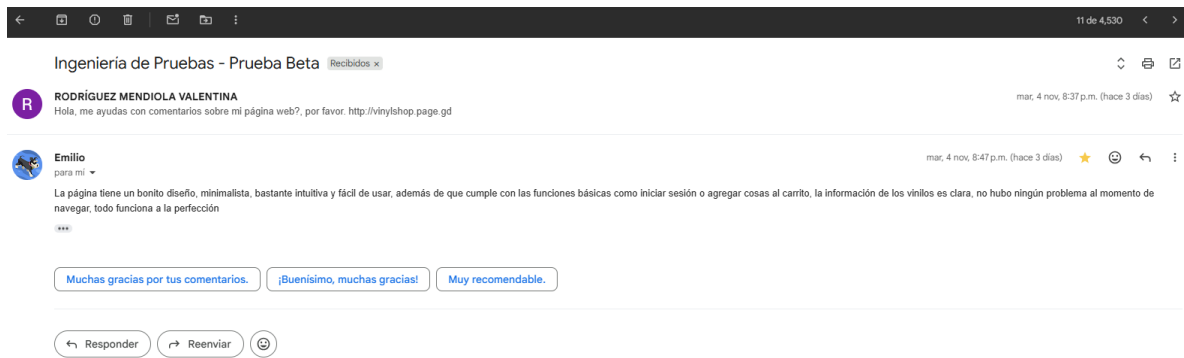 11 de 4,530
Ingeniería de Pruebas - Prueba Beta Recibidos x
R
RODRÍGUEZ MENDIOLA VALENTINA mar, 4 nov, 8:37 p.m. (hace 3 días)
Hola, me ayudas con comentarios sobre mi página web?, por favor. http://vinylshop.page.gd
Emilio mar, 4 nov, 8:47 p.m. (hace 3 días)
para mi
La página tiene un bonito diseño, minimalista, bastante intuitiva y fácil de usar, además de que cumple con las funciones básicas como iniciar sesión o agregar cosas al carrito, la información de los vinilos es clara, no hubo ningún problema al momento de
navegar, todo funciona a la perfección
Muchas gracias por tus comentarios. ¡Buenísimo, muchas gracias! Muy recomendable.
Responder Reenviar